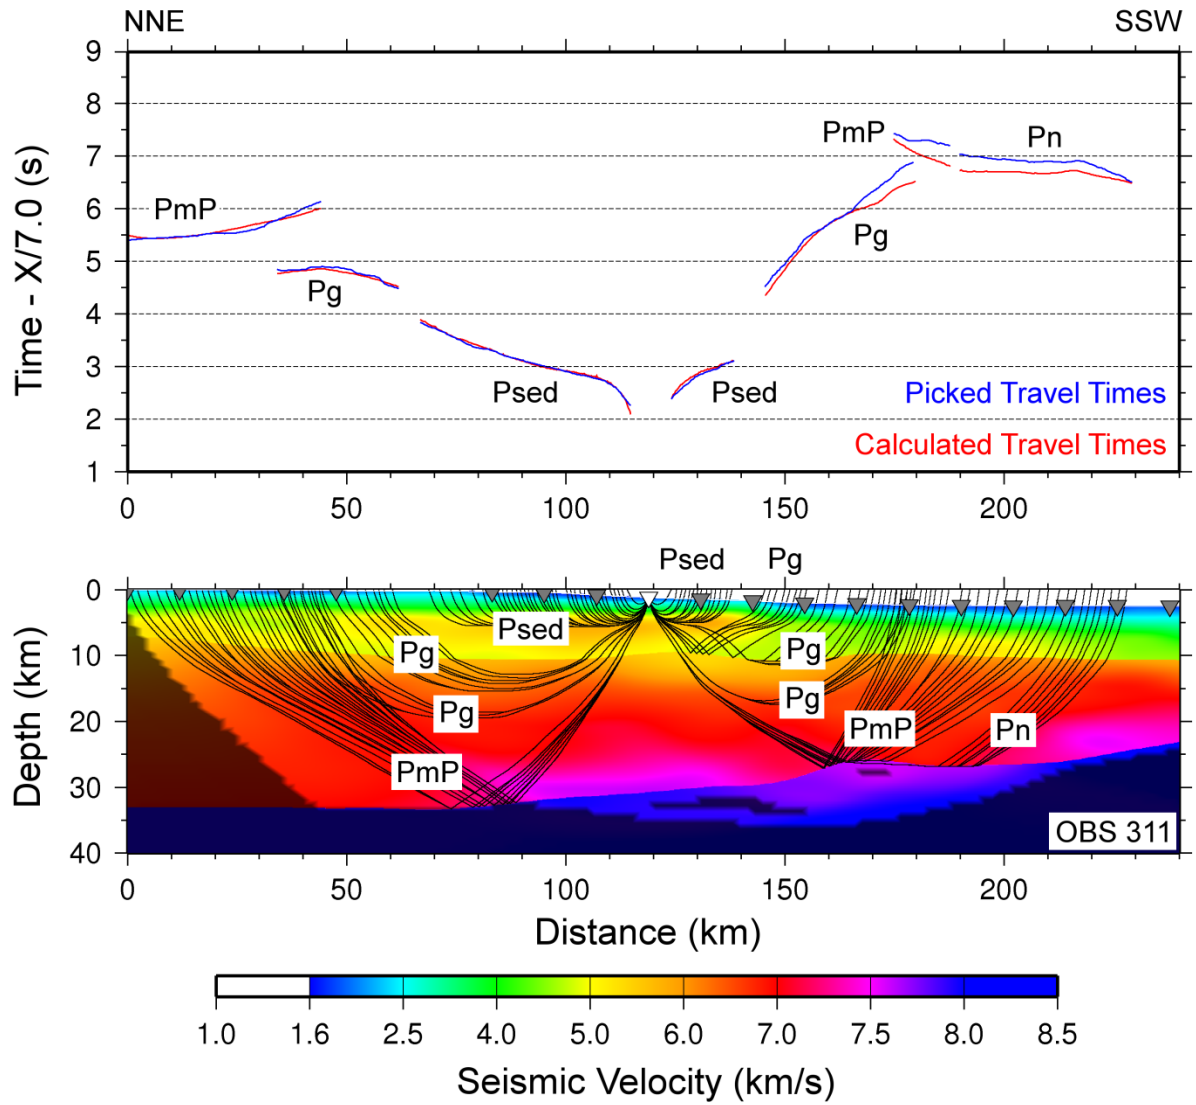 NNE SSW
9
8
7
6
5
4
3
2
1
Time - X/7.0 (s)
PmP
Pg
Psed
Psed
Pg
PmP
Pn
Picked Travel Times
Calculated Travel Times
0 50 100 150 200
Psed Pg
0
10
20
30
40
Depth (km)
Psed
Pg
Pg
PmP
Pg
Pg
PmP
Pn
OBS 311
0 50 100 150 200
Distance (km)
1.0 1.6 2.5 4.0 5.0 6.0 7.0 7.5 8.0 8.5
Seismic Velocity (km/s)